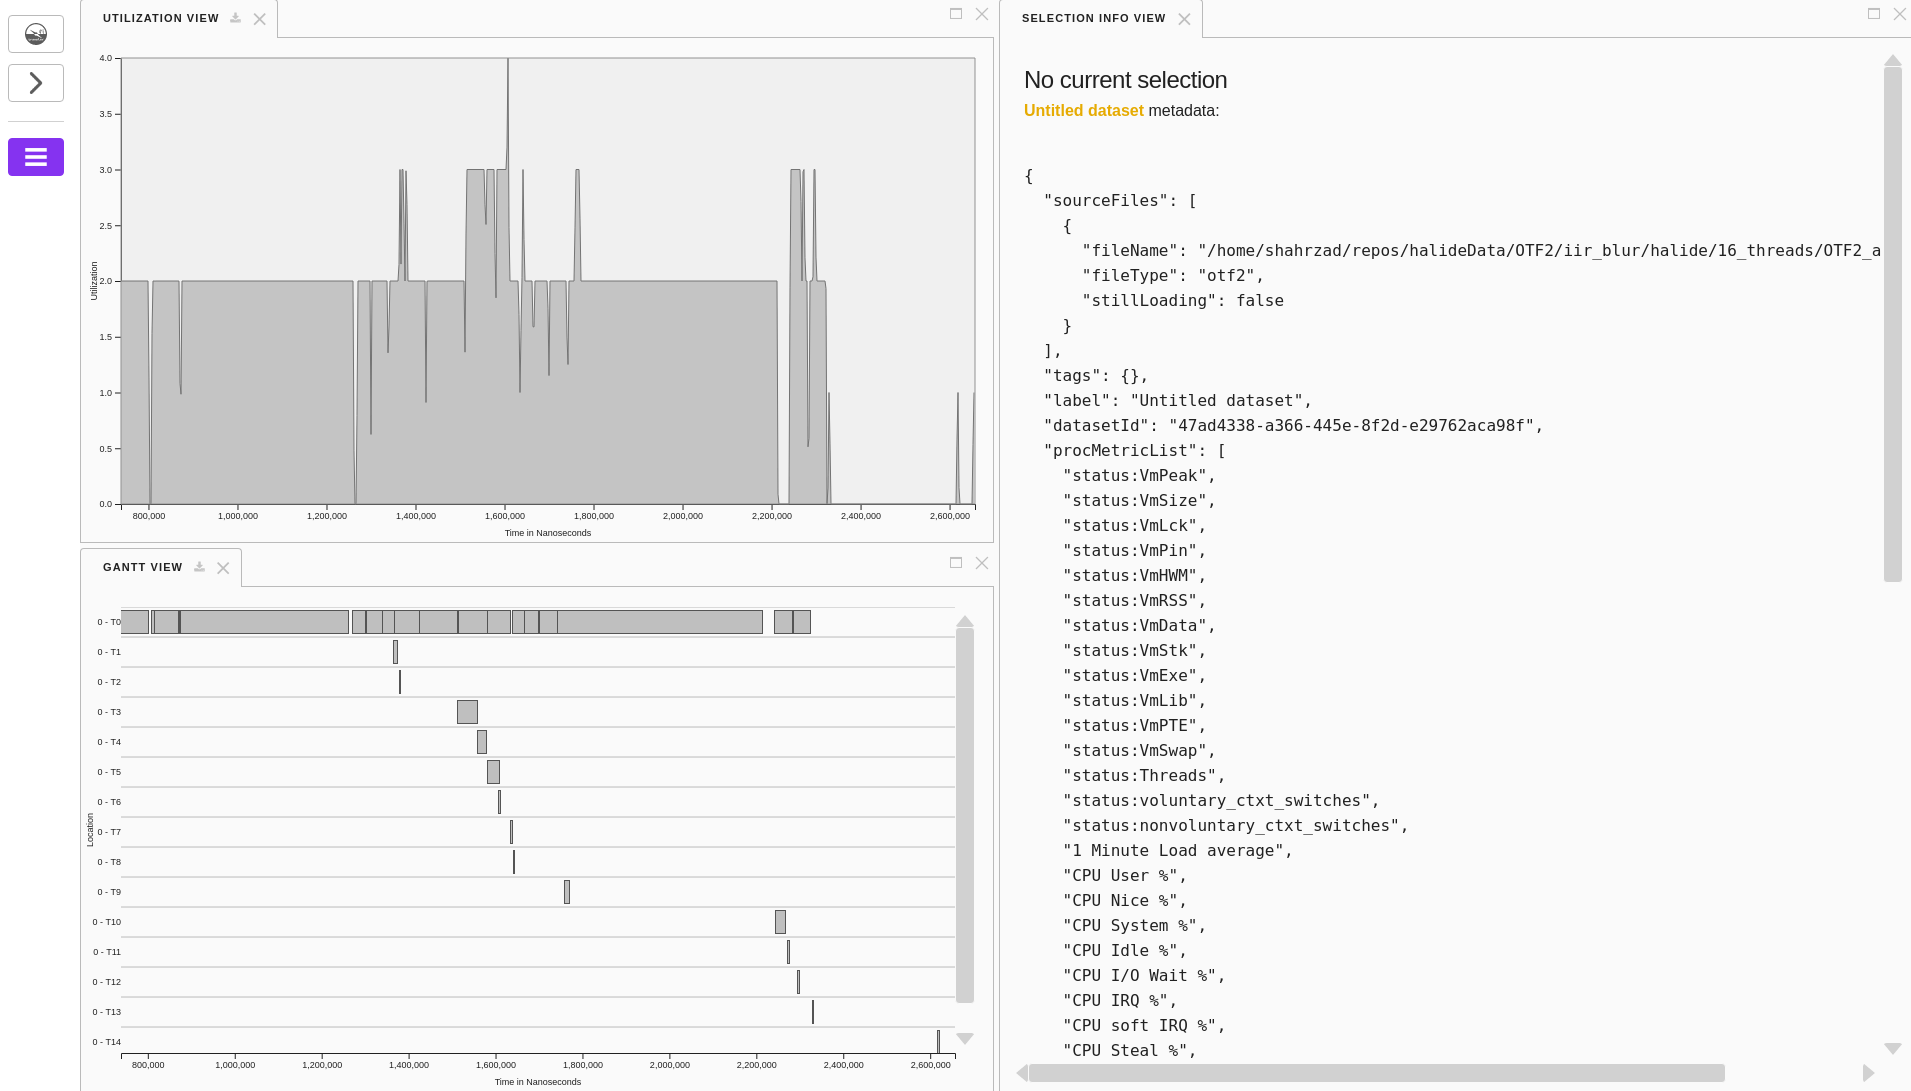 UTILIZATION VIEW
4.0
3.5
3.0
2.5
2.0
1.5
1.0
0.5
0.0
Utilization
800,000 1,000,000 1,200,000 1,400,000 1,600,000 1,800,000 2,000,000 2,200,000 2,400,000 2,600,000
Time in Nanoseconds
GANTT VIEW
0 - T0
0 - T1
0 - T2
0 - T3
0 - T4
0 - T5
0 - T6
0 - T7
0 - T8
0 - T9
0 - T10
0 - T11
0 - T12
0 - T13
0 - T14
Location
800,000 1,000,000 1,200,000 1,400,000 1,600,000 1,800,000 2,000,000 2,200,000 2,400,000 2,600,000
Time in Nanoseconds
SELECTION INFO VIEW
No current selection
Untitled dataset metadata:
{
"sourceFiles": [
{
"fileName": "/home/shahrzad/repos/halideData/OTF2/iir_blur/halide/16_threads/OTF2_a
"fileType": "otf2",
"stillLoading": false
}
],
"tags": {},
"label": "Untitled dataset",
"datasetId": "47ad4338-a366-445e-8f2d-e29762aca98f",
"procMetricList": [
"status:VmPeak",
"status:VmSize",
"status:VmLck",
"status:VmPin",
"status:VmHWM",
"status:VmRSS",
"status:VmData",
"status:VmStk",
"status:VmExe",
"status:VmLib",
"status:VmPTE",
"status:VmSwap",
"status:Threads",
"status:voluntary_ctxt_switches",
"status:nonvoluntary_ctxt_switches",
"1 Minute Load average",
"CPU User %",
"CPU Nice %",
"CPU System %",
"CPU Idle %",
"CPU I/O Wait %",
"CPU IRQ %",
"CPU soft IRQ %",
"CPU Steal %",